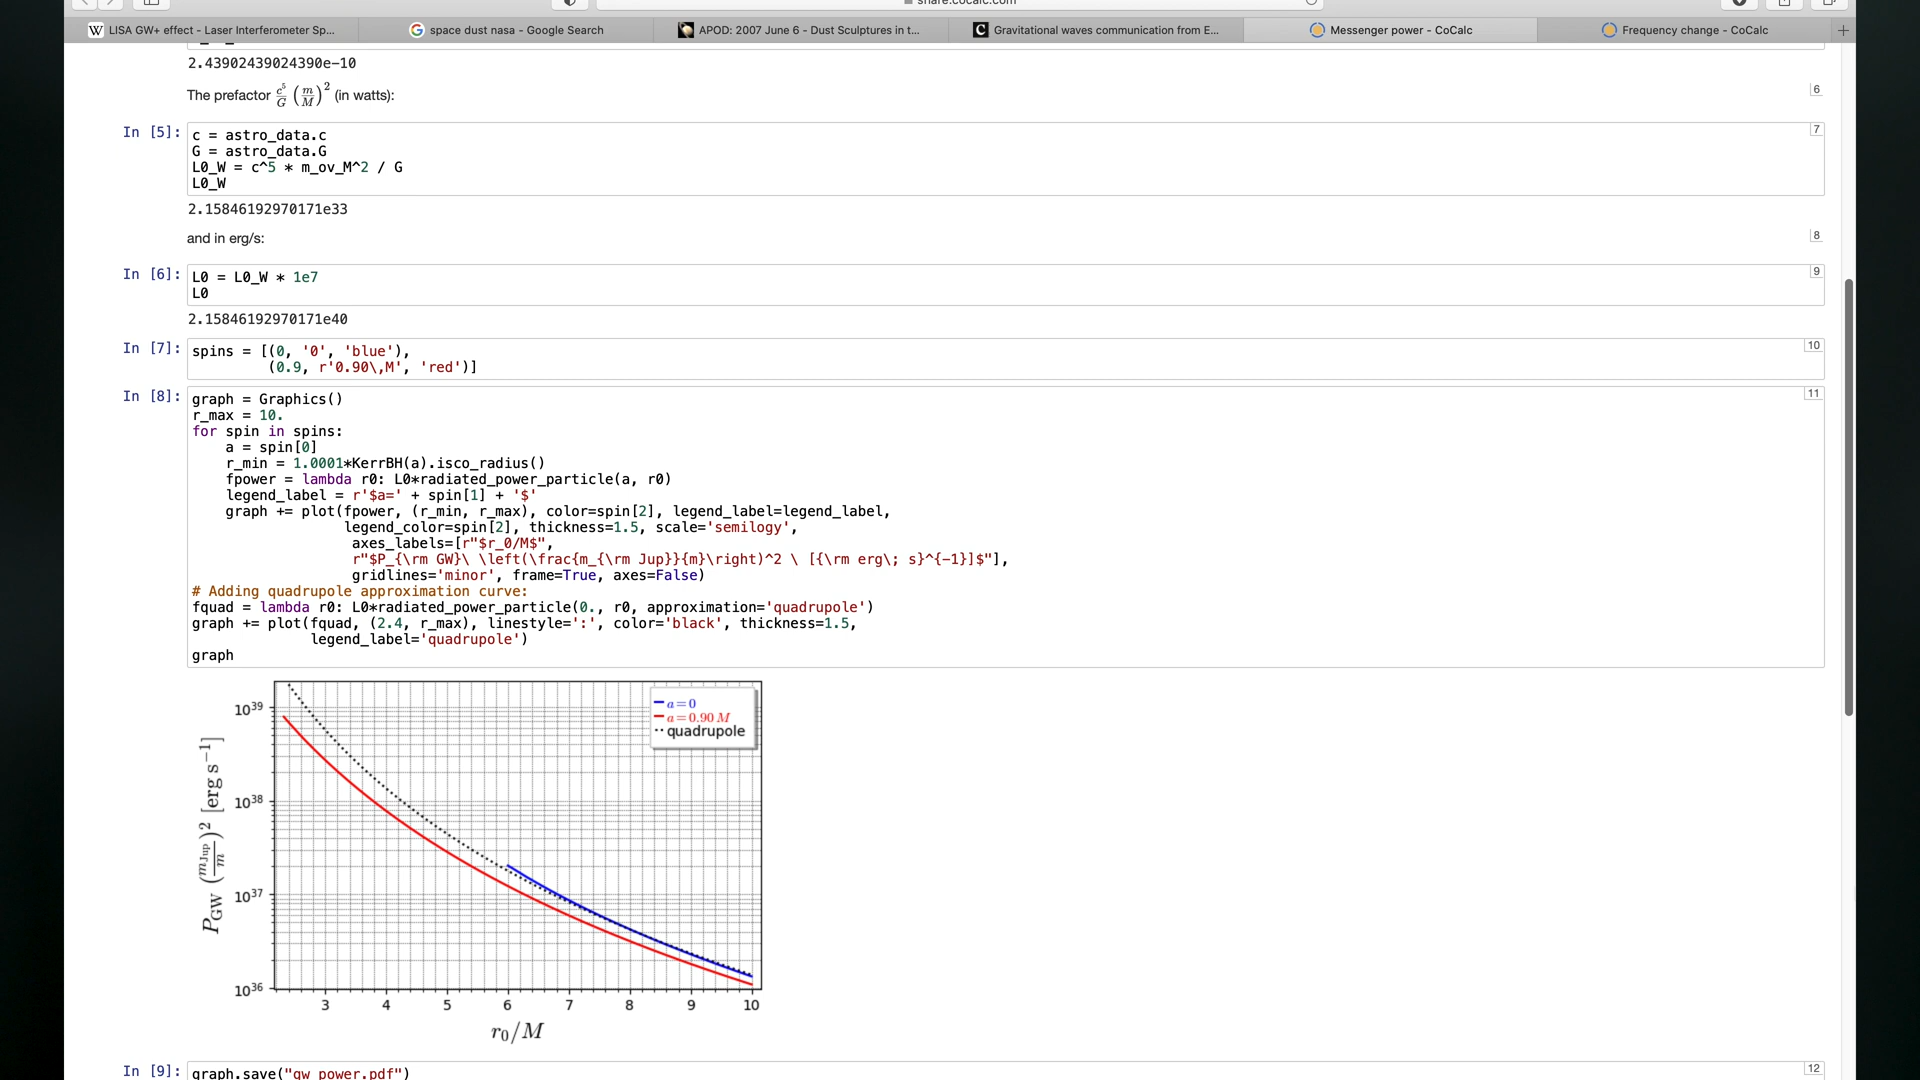 share.cocalc.com
LISA GW+ effect - Laser Interferometer Sp...
space dust nasa - Google Search
APOD: 2007 June 6 - Dust Sculptures in t...
Gravitational waves communication from E...
Messenger power - CoCalc
Frequency change - CoCalc
2.43902439024390e-10
The prefactor c⁵/G (m/M)² (in watts):
6
In [5]:
c = astro_data.c
G = astro_data.G
L0_W = c^5 * m_ov_M^2 / G
L0_W
7
2.15846192970171e33
and in erg/s:
8
In [6]:
L0 = L0_W * 1e7
L0
9
2.15846192970171e40
In [7]:
spins = [(0, '0', 'blue'),
(0.9, r'0.90\,M', 'red')]
10
In [8]:
graph = Graphics()
r_max = 10.
for spin in spins:
a = spin[0]
r_min = 1.0001*KerrBH(a).isco_radius()
fpower = lambda r0: L0*radiated_power_particle(a, r0)
legend_label = r'$a=' + spin[1] + '$'
graph += plot(fpower, (r_min, r_max), color=spin[2], legend_label=legend_label,
legend_color=spin[2], thickness=1.5, scale='semilogy',
axes_labels=[r"$r_0/M$",
r"$P_{\rm GW}\ \left(\frac{m_{\rm Jup}}{m}\right)^2 \ [{\rm erg\; s}^{-1}]$"],
gridlines='minor', frame=True, axes=False)
# Adding quadrupole approximation curve:
fquad = lambda r0: L0*radiated_power_particle(0., r0, approximation='quadrupole')
graph += plot(fquad, (2.4, r_max), linestyle=':', color='black', thickness=1.5,
legend_label='quadrupole')
graph
11
a = 0
a = 0.90 M
quadrupole
10³⁹
10³⁸
10³⁷
10³⁶
P_GW (m_Jup/m)² [erg s⁻¹]
3 4 5 6 7 8 9 10
r₀/M
In [9]:
graph.save("gw_power.pdf")
12